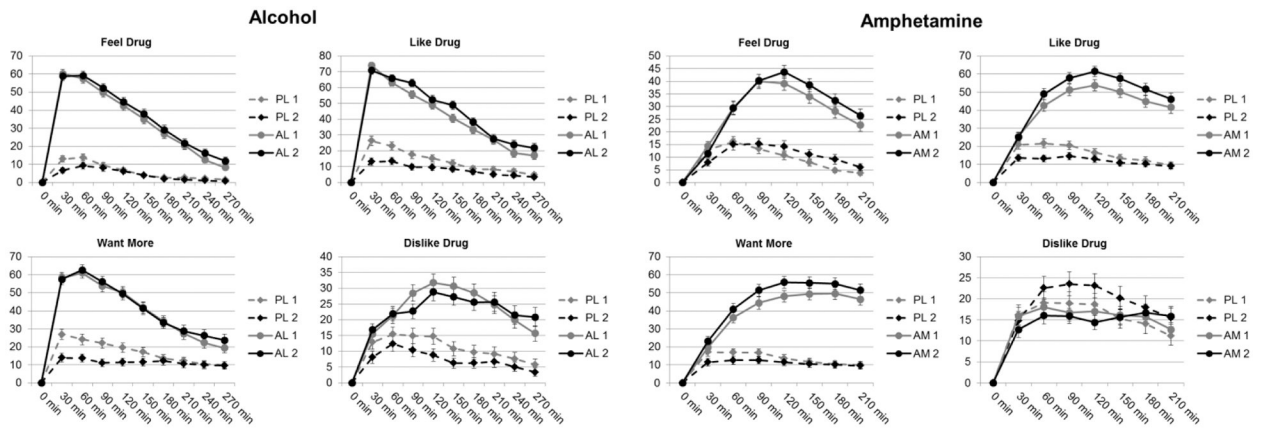 Alcohol
Feel Drug
70
60
50
40
30
20
10
0
0 min 30 min 60 min 90 min 120 min 150 min 180 min 210 min 240 min 270 min
PL 1
PL 2
AL 1
AL 2
Like Drug
80
70
60
50
40
30
20
10
0
0 min 30 min 60 min 90 min 120 min 150 min 180 min 210 min 240 min 270 min
PL 1
PL 2
AL 1
AL 2
Want More
70
60
50
40
30
20
10
0
0 min 30 min 60 min 90 min 120 min 150 min 180 min 210 min 240 min 270 min
PL 1
PL 2
AL 1
AL 2
Dislike Drug
40
35
30
25
20
15
10
5
0
0 min 30 min 60 min 90 min 120 min 150 min 180 min 210 min 240 min 270 min
PL 1
PL 2
AL 1
AL 2
Amphetamine
Feel Drug
50
45
40
35
30
25
20
15
10
5
0
0 min 30 min 60 min 90 min 120 min 150 min 180 min 210 min
PL 1
PL 2
AM 1
AM 2
Like Drug
70
60
50
40
30
20
10
0
0 min 30 min 60 min 90 min 120 min 150 min 180 min 210 min
PL 1
PL 2
AM 1
AM 2
Want More
70
60
50
40
30
20
10
0
0 min 30 min 60 min 90 min 120 min 150 min 180 min 210 min
PL 1
PL 2
AM 1
AM 2
Dislike Drug
30
25
20
15
10
5
0
0 min 30 min 60 min 90 min 120 min 150 min 180 min 210 min
PL 1
PL 2
AM 1
AM 2